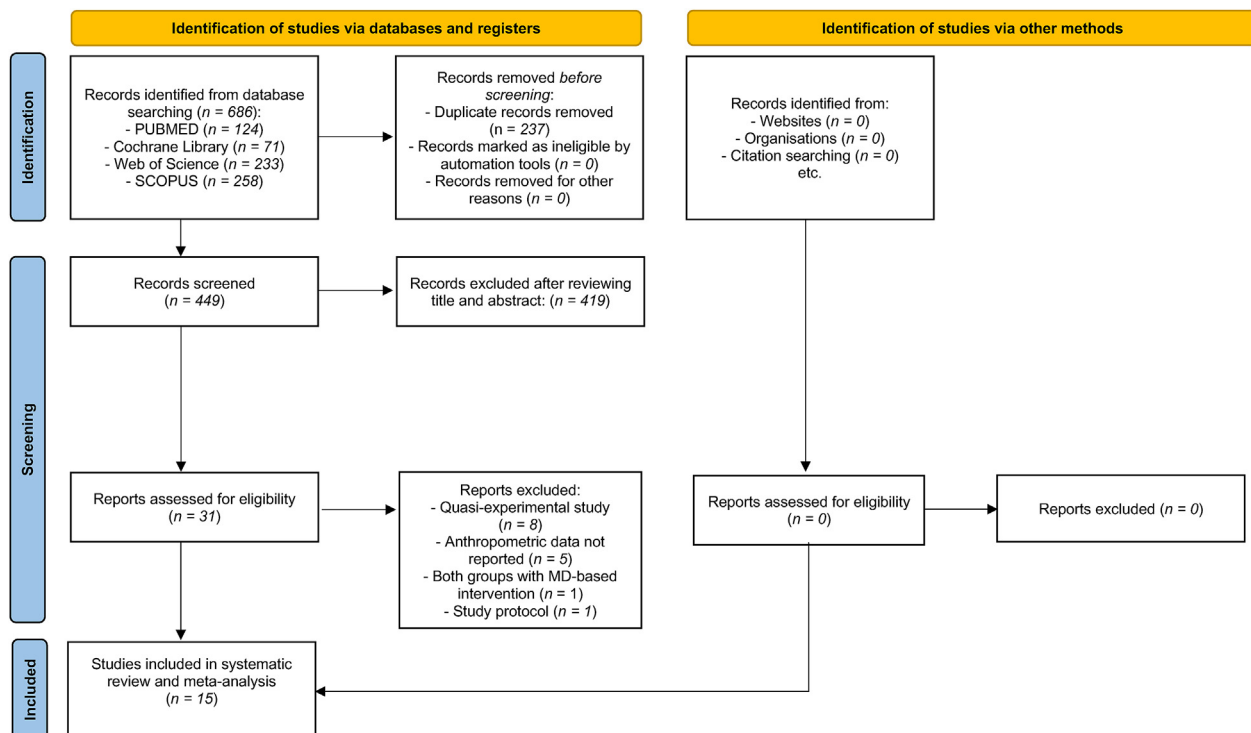 Identification of studies via databases and registers
Identification of studies via other methods
Identification
Records identified from database
searching (n = 686):
- PUBMED (n = 124)
- Cochrane Library (n = 71)
- Web of Science (n = 233)
- SCOPUS (n = 258)
Records removed before
screening:
- Duplicate records removed
(n = 237)
- Records marked as ineligible by
automation tools (n = 0)
- Records removed for other
reasons (n = 0)
Records identified from:
- Websites (n = 0)
- Organisations (n = 0)
- Citation searching (n = 0)
etc.
Screening
Records screened
(n = 449)
Records excluded after reviewing
title and abstract: (n = 419)
Reports assessed for eligibility
(n = 31)
Reports excluded:
- Quasi-experimental study
(n = 8)
- Anthropometric data not
reported (n = 5)
- Both groups with MD-based
intervention (n = 1)
- Study protocol (n = 1)
Reports assessed for eligibility
(n = 0)
Reports excluded (n = 0)
Included
Studies included in systematic
review and meta-analysis
(n = 15)